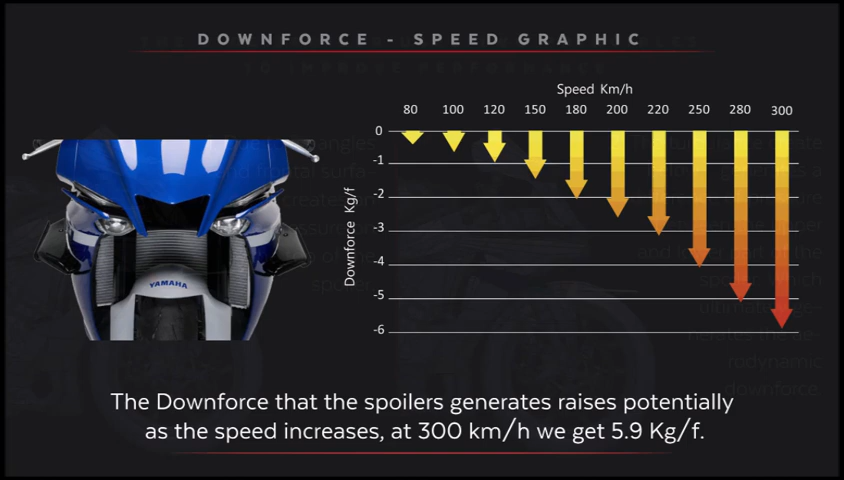 DOWNFORCE - SPEED GRAPHIC
Speed Km/h
80 100 120 150 180 200 220 250 280 300
0
-1
-2
-3
-4
-5
-6
Downforce Kg/f
YAMAHA
The Downforce that the spoilers generates raises potentially
as the speed increases, at 300 km/h we get 5.9 Kg/f.